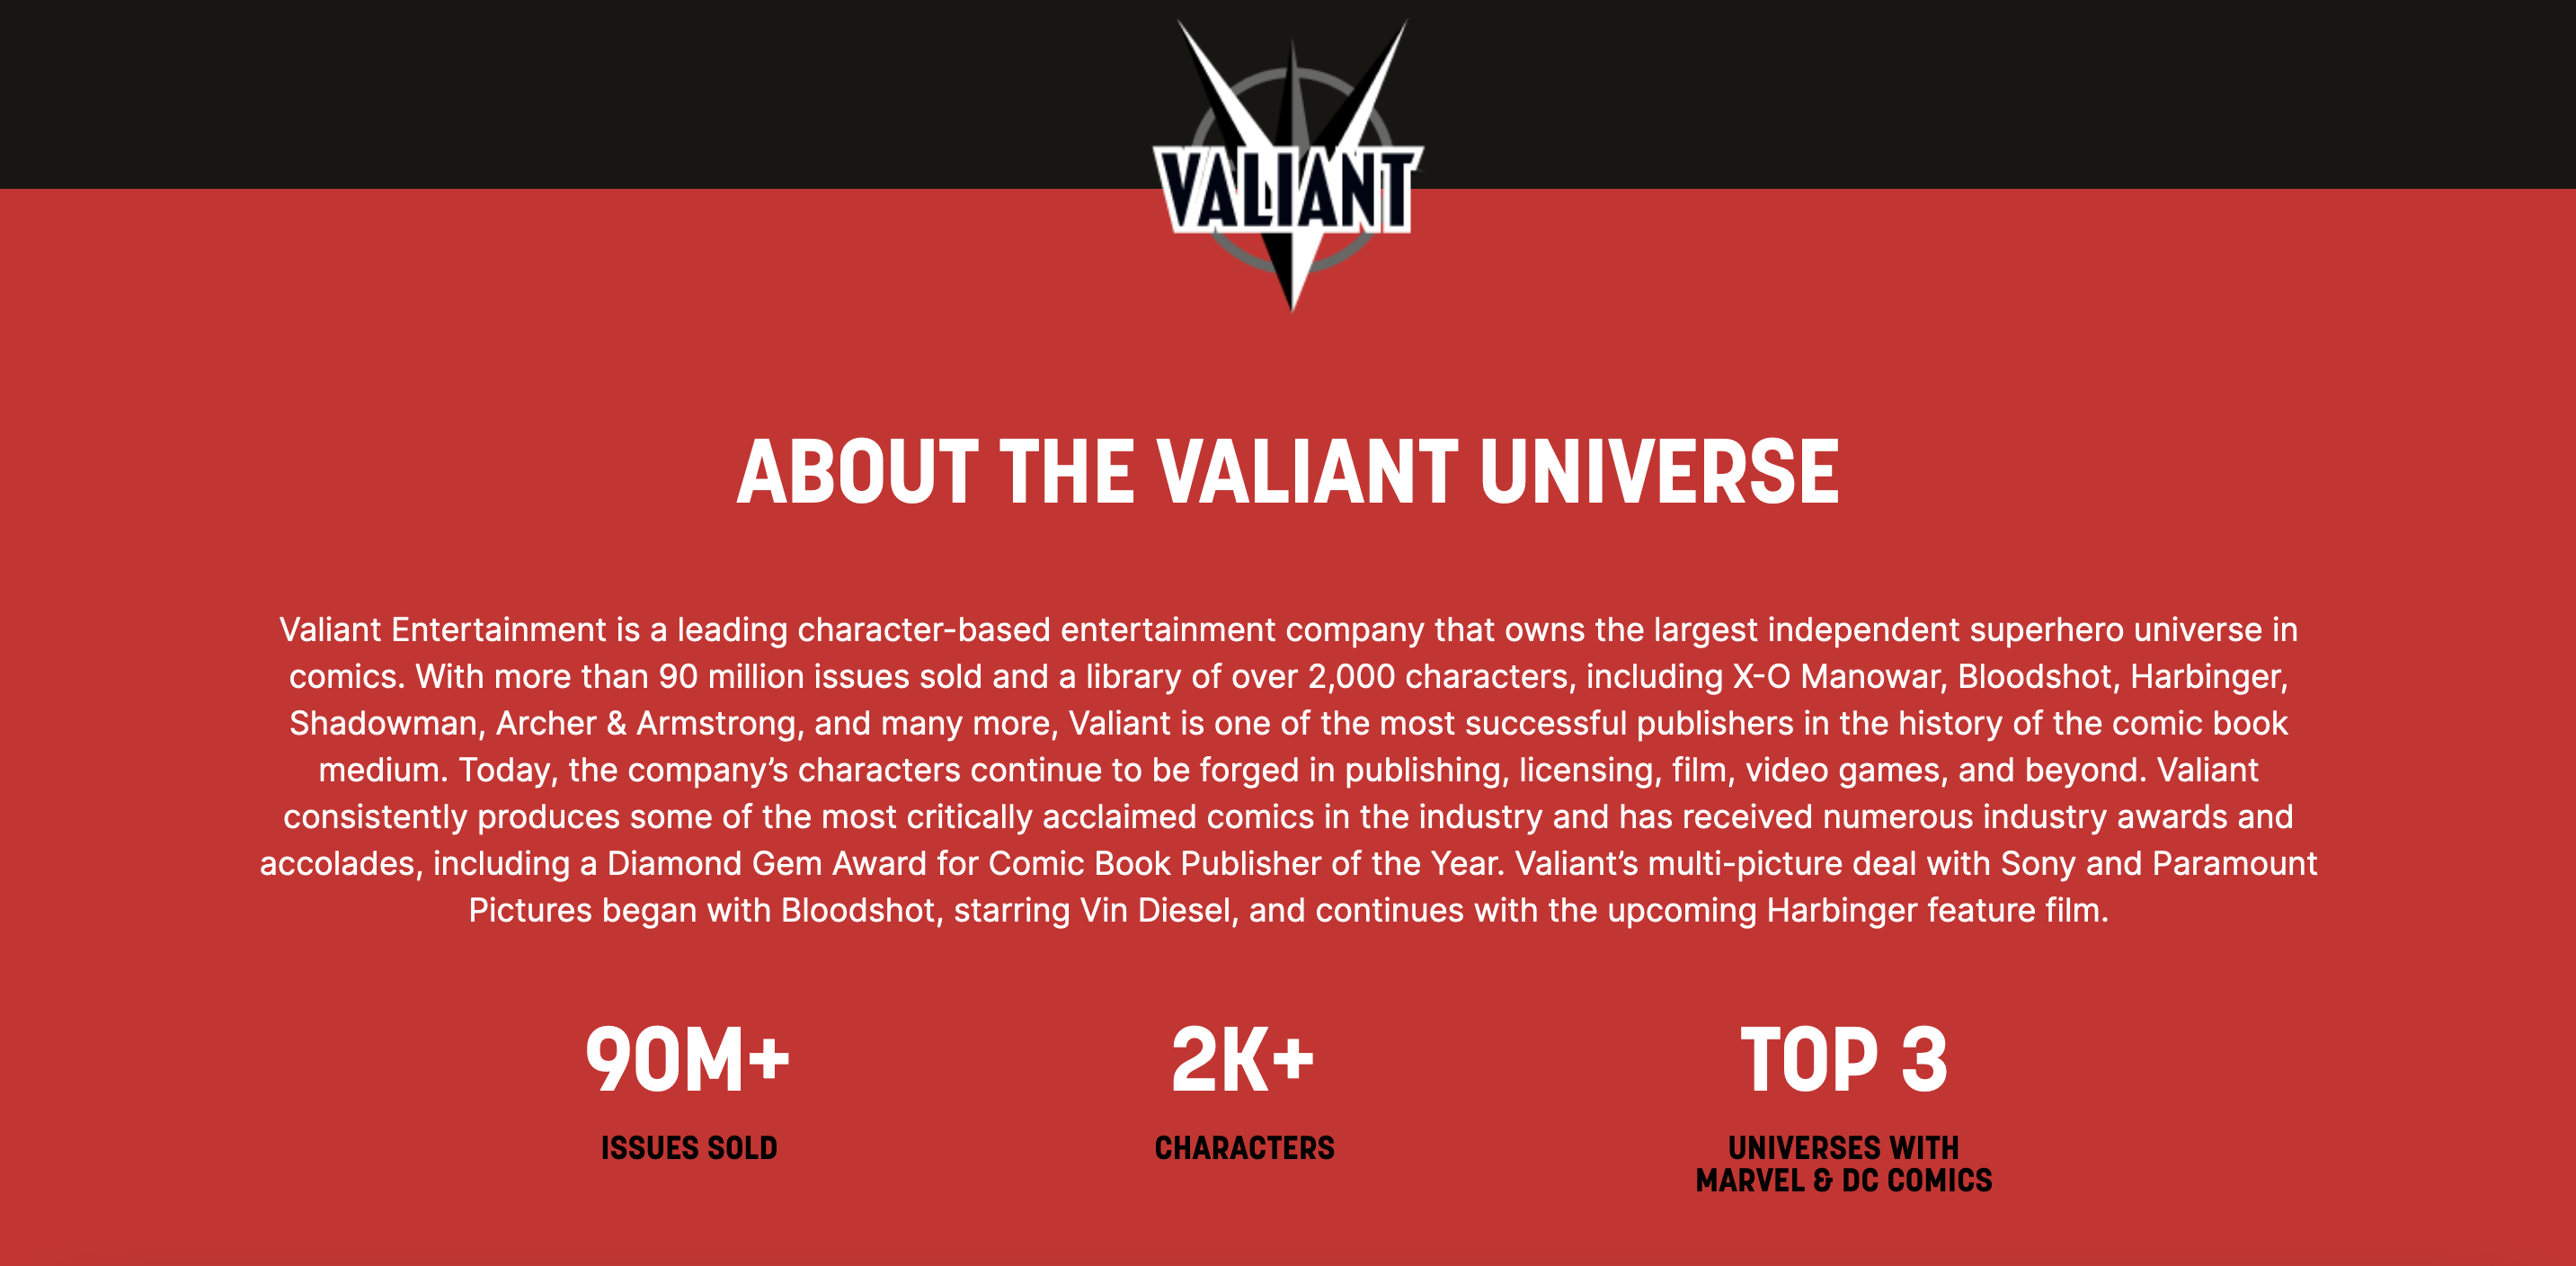 VALIANT
ABOUT THE VALIANT UNIVERSE
Valiant Entertainment is a leading character-based entertainment company that owns the largest independent superhero universe in
comics. With more than 90 million issues sold and a library of over 2,000 characters, including X-O Manowar, Bloodshot, Harbinger,
Shadowman, Archer & Armstrong, and many more, Valiant is one of the most successful publishers in the history of the comic book
medium. Today, the company’s characters continue to be forged in publishing, licensing, film, video games, and beyond. Valiant
consistently produces some of the most critically acclaimed comics in the industry and has received numerous industry awards and
accolades, including a Diamond Gem Award for Comic Book Publisher of the Year. Valiant’s multi-picture deal with Sony and Paramount
Pictures began with Bloodshot, starring Vin Diesel, and continues with the upcoming Harbinger feature film.
90M+
ISSUES SOLD
2K+
CHARACTERS
TOP 3
UNIVERSES WITH
MARVEL & DC COMICS